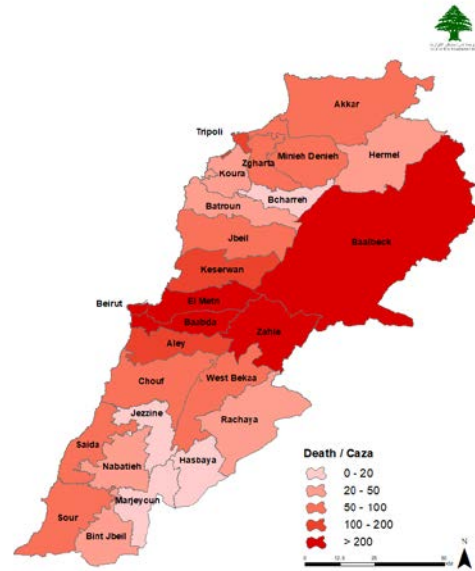 Akkar
Tripoli
Zgharta
Minieh Denieh
Hermel
Koura
Bcharreh
Batroun
Jbeil
Baalbeck
Keserwan
El Metn
Beirut
Baabda
Zahle
Aley
West Bekaa
Chouf
Jezzine
Rachaya
Saida
Hasbaya
Nabatieh
Marjeyoun
Sour
Bint Jbeil
Death / Caza
0 - 20
20 - 50
50 - 100
100 - 200
> 200
N